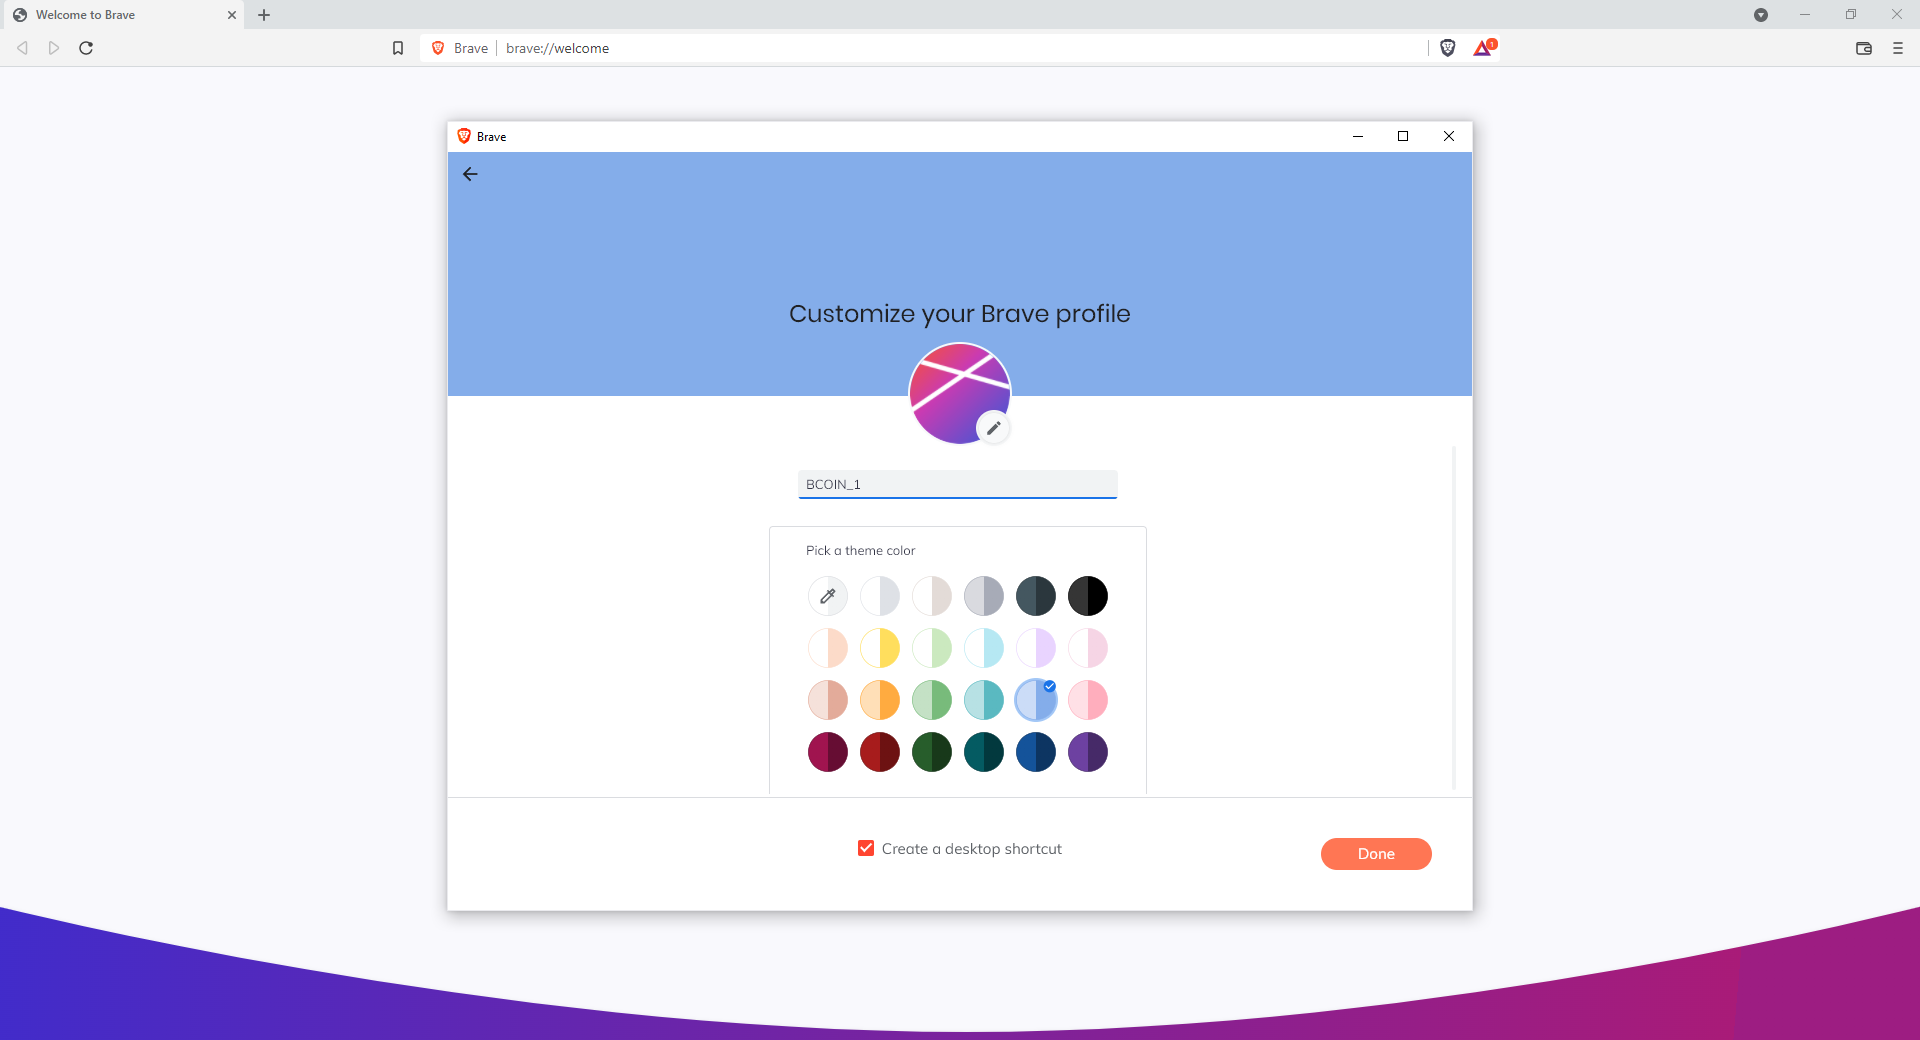 Welcome to Brave
Brave brave://welcome
1
Brave
Customize your Brave profile
BCOIN_1
Pick a theme color
Create a desktop shortcut
Done